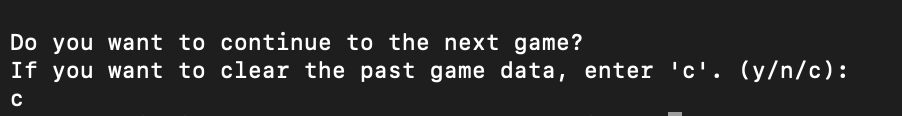 Do you want to continue to the next game?
If you want to clear the past game data, enter 'c'. (y/n/c):
c